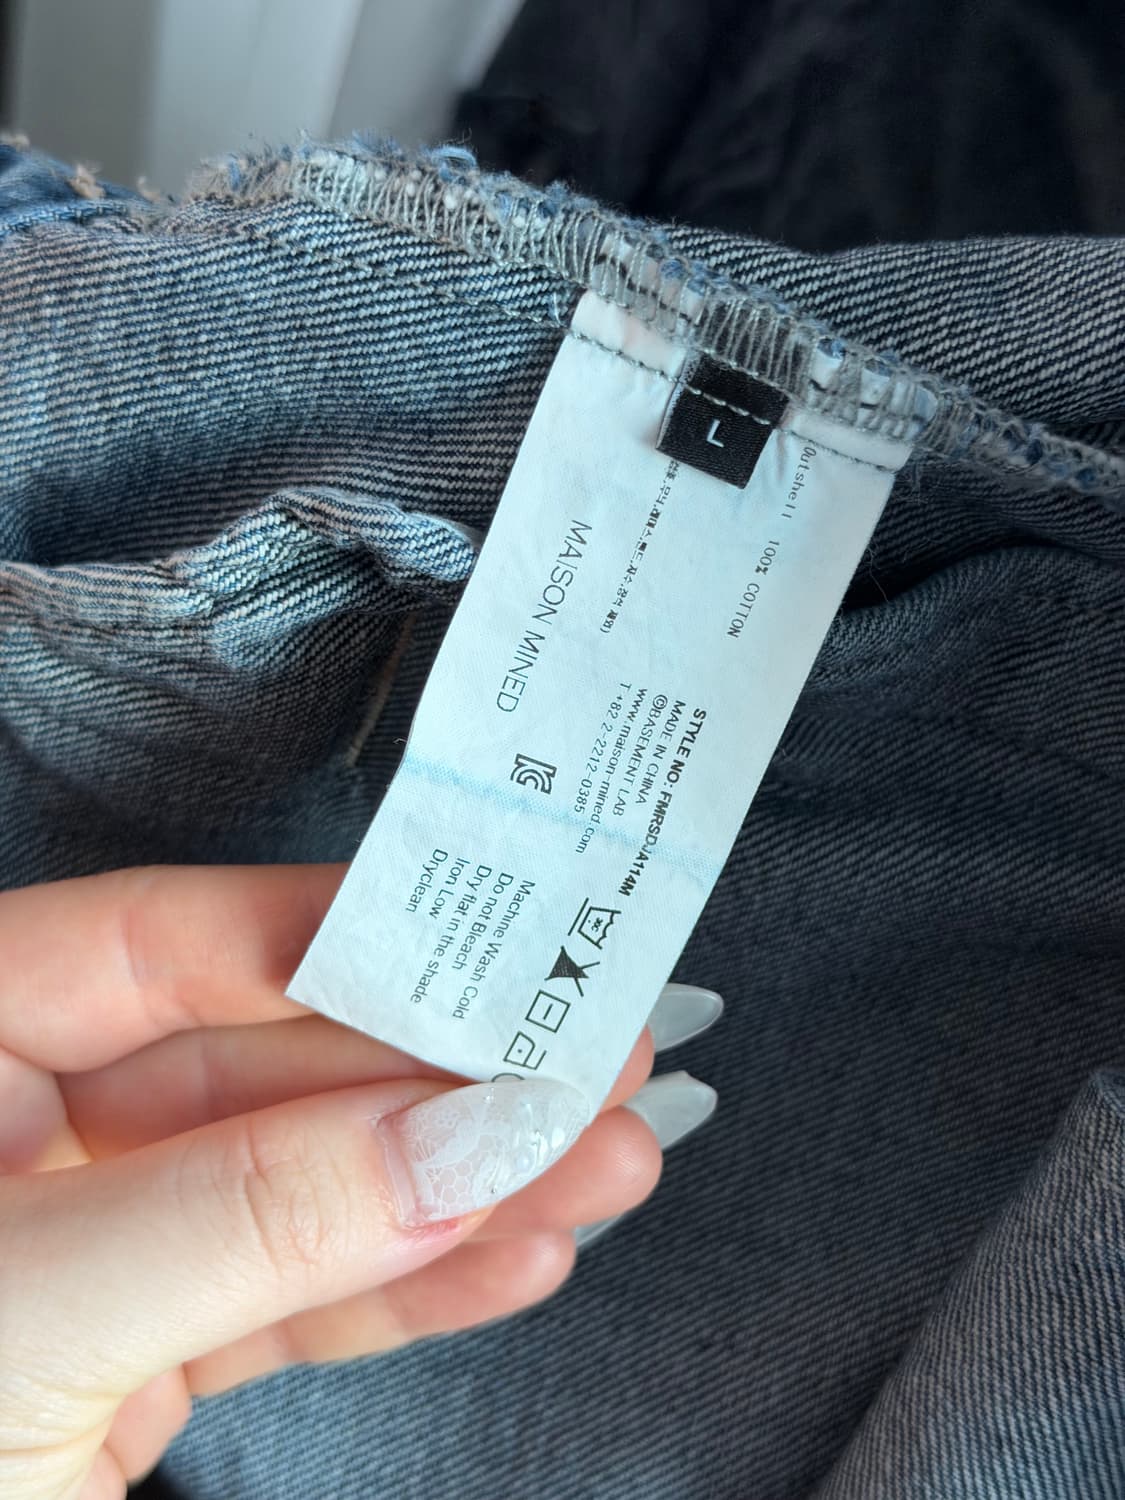 L
Outshell 100% COTTON
MAISON MINED
STYLE NO: FMRSDJA114M
MADE IN CHINA
©BASEMENT LAB
www.maison-mined.com
T +82 2-2212-0385
Machine Wash Cold
Do not Bleach
Dry flat in the shade
Iron Low
Dryclean